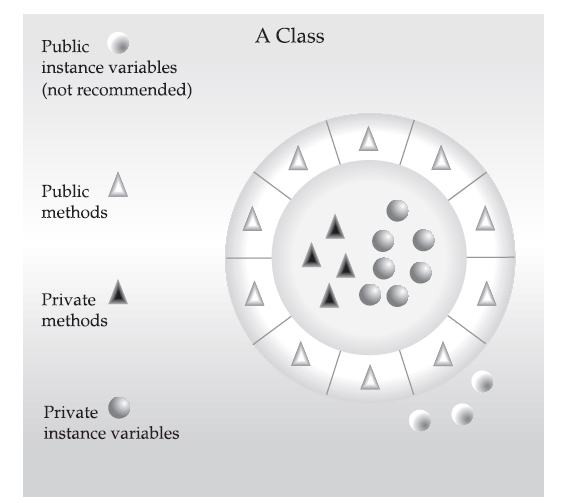 A Class
Public
instance variables
(not recommended)
Public
methods
Private
methods
Private
instance variables